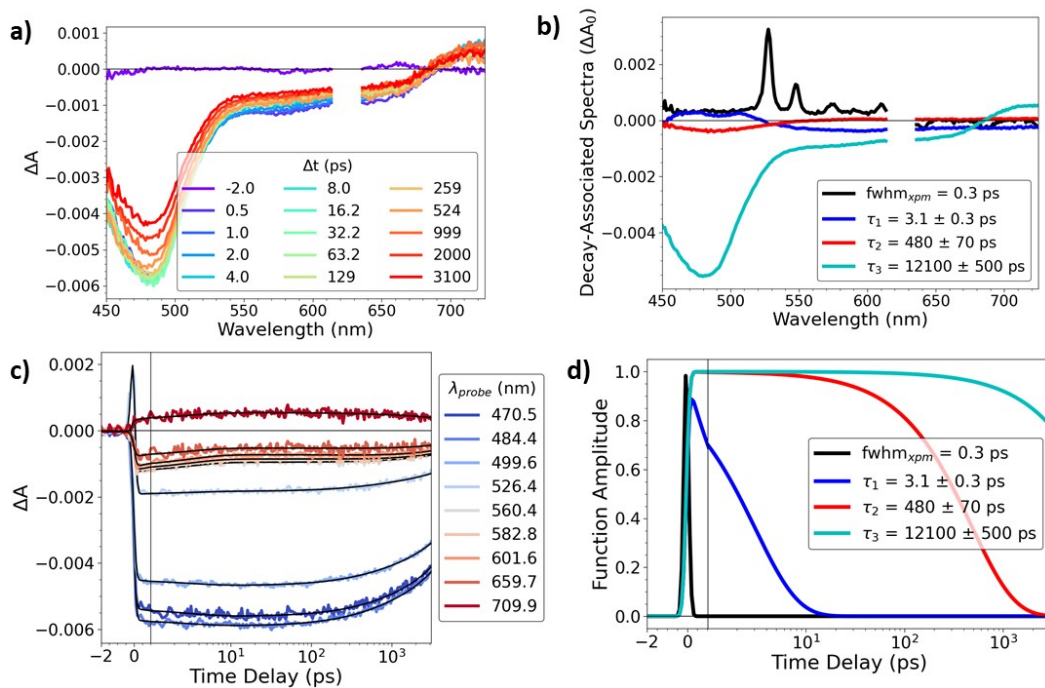 a)
0.001
0.000
−0.001
−0.002
−0.003
−0.004
−0.005
−0.006
ΔA
Δt (ps)
-2.0 8.0 259
0.5 16.2 524
1.0 32.2 999
2.0 63.2 2000
4.0 129 3100
450 500 550 600 650 700
Wavelength (nm)
b)
0.002
0.000
−0.002
−0.004
Decay-Associated Spectra (ΔA₀)
fwhmₓₚₘ = 0.3 ps
τ₁ = 3.1 ± 0.3 ps
τ₂ = 480 ± 70 ps
τ₃ = 12100 ± 500 ps
450 500 550 600 650 700
Wavelength (nm)
c)
0.002
0.000
−0.002
−0.004
−0.006
ΔA
−2 0 10¹ 10² 10³
Time Delay (ps)
λprobe (nm)
470.5
484.4
499.6
526.4
560.4
582.8
601.6
659.7
709.9
d)
1.0
0.8
0.6
0.4
0.2
0.0
Function Amplitude
fwhmₓₚₘ = 0.3 ps
τ₁ = 3.1 ± 0.3 ps
τ₂ = 480 ± 70 ps
τ₃ = 12100 ± 500 ps
−2 0 10¹ 10² 10³
Time Delay (ps)